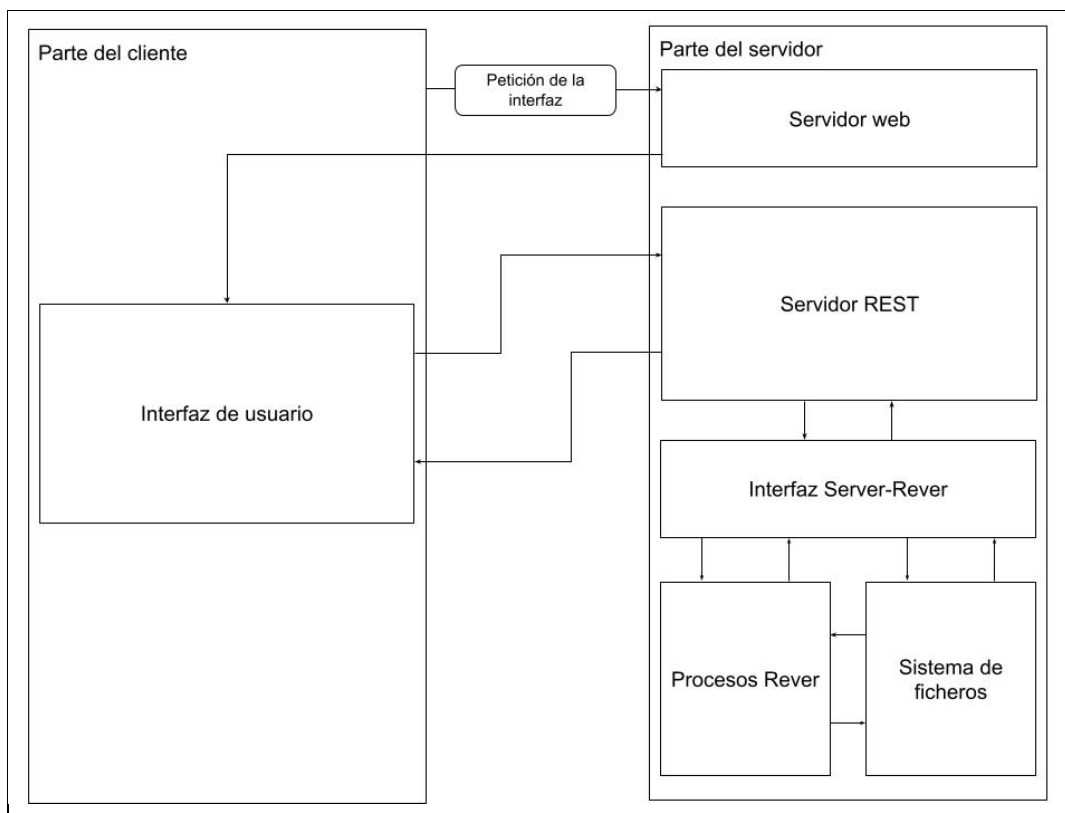 Parte del cliente
Petición de la
interfaz
Parte del servidor
Servidor web
Servidor REST
Interfaz de usuario
Interfaz Server-Rever
Procesos Rever
Sistema de
ficheros